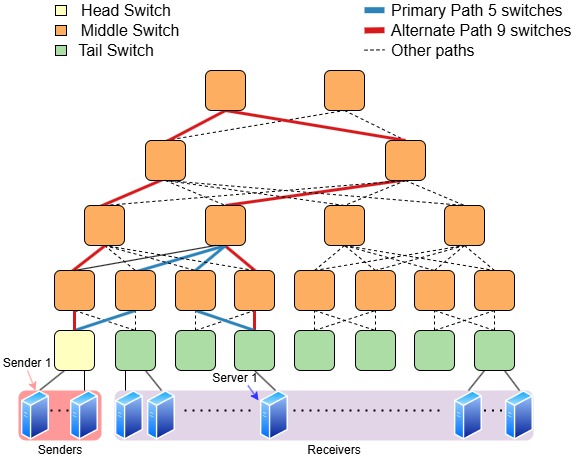 Head Switch
Middle Switch
Tail Switch
Primary Path 5 switches
Alternate Path 9 switches
Other paths
Sender 1
Server 1
Senders
Receivers